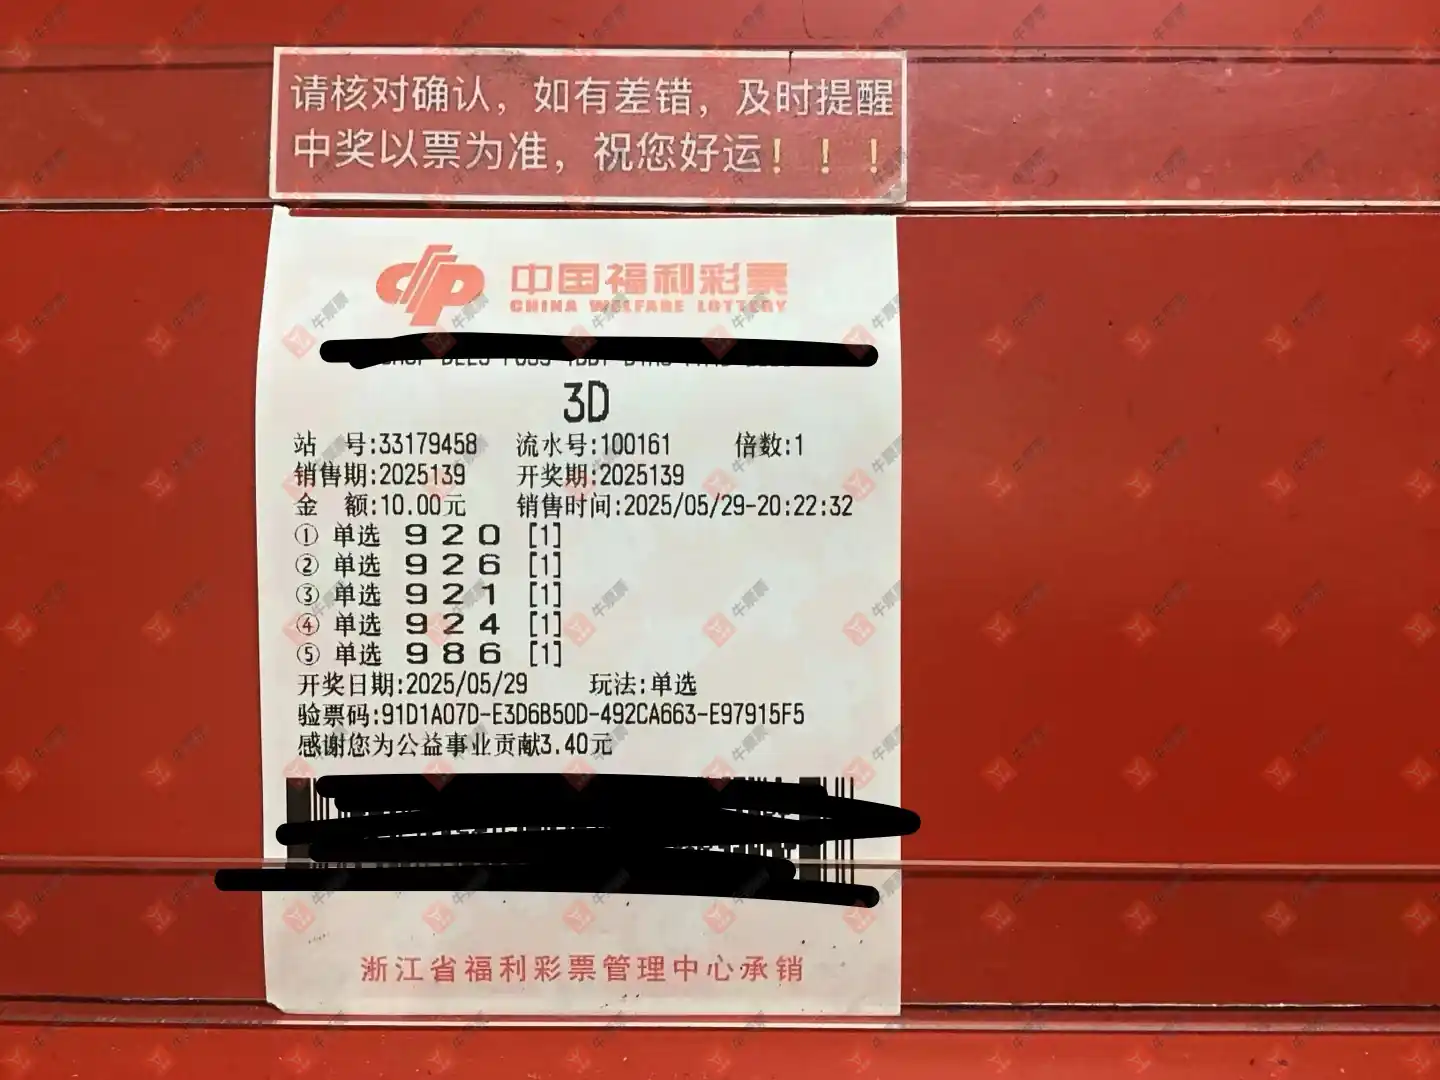 请核对确认，如有差错，及时提醒
中奖以票为准，祝您好运！！！
中国福利彩票
CHINA WELFARE LOTTERY
3D
站 号:33179458 流水号:100161 倍数:1
销售期:2025139 开奖期:2025139
金 额:10.00元 销售时间:2025/05/29-20:22:32
① 单选 9 2 0 [1]
② 单选 9 2 6 [1]
③ 单选 9 2 1 [1]
④ 单选 9 2 4 [1]
⑤ 单选 9 8 6 [1]
开奖日期:2025/05/29 玩法:单选
验票码:91D1A07D-E3D6B50D-492CA663-E97915F5
感谢您为公益事业贡献3.40元
浙江省福利彩票管理中心承销
牛票票